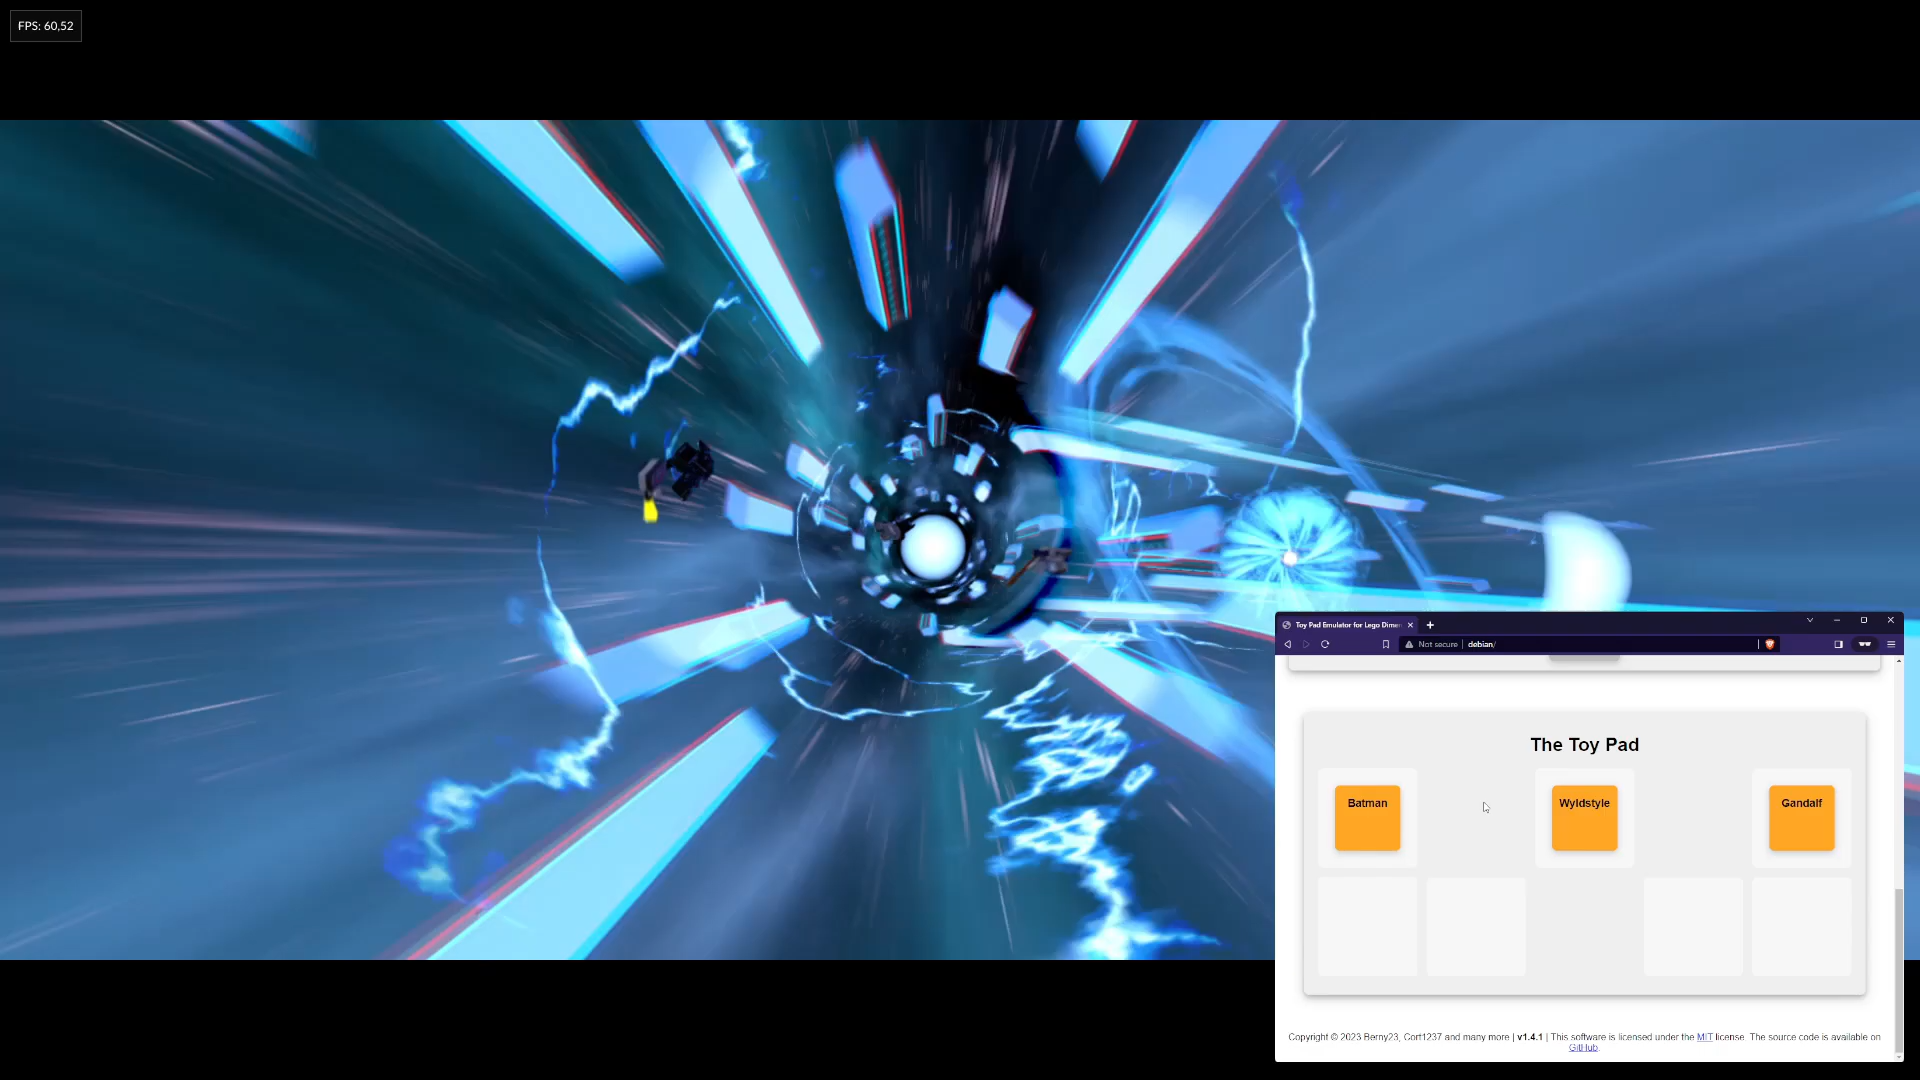 FPS: 60,52
Toy Pad Emulator for Lego Dimen
Not secure
debian/
The Toy Pad
Batman
Wyldstyle
Gandalf
Copyright © 2023 Berny23, Cort1237 and many more | v1.4.1 | This software is licensed under the MIT license. The source code is available on
GitHub.